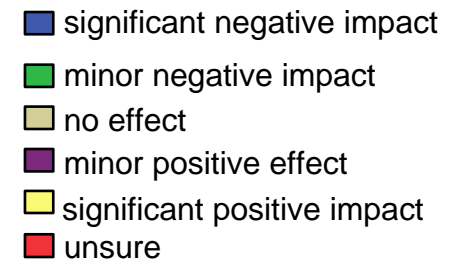 significant negative impact
minor negative impact
no effect
minor positive effect
significant positive impact
unsure